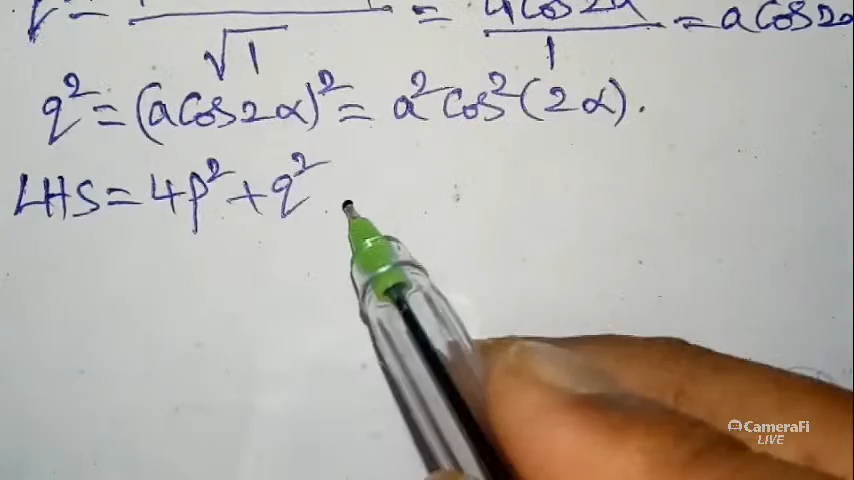 = /√1 = a cos 2α/1 = a cos 2α
q² = (a cos 2α)² = a² cos² (2α).
LHS = 4p² + q²
CameraFi
LIVE